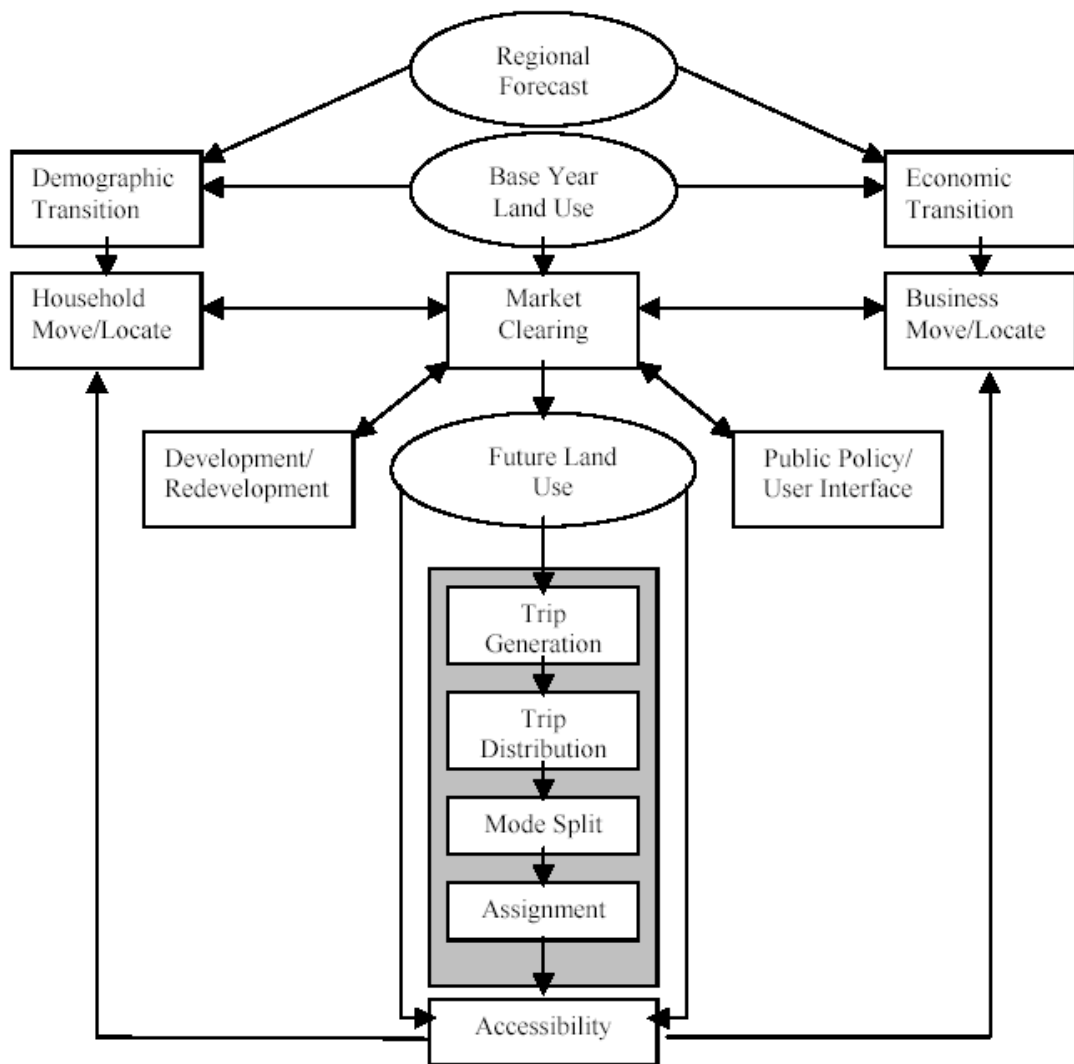 Regional
Forecast
Demographic
Transition
Base Year
Land Use
Economic
Transition
Household
Move/Locate
Market
Clearing
Business
Move/Locate
Development/
Redevelopment
Future Land
Use
Public Policy/
User Interface
Trip
Generation
Trip
Distribution
Mode Split
Assignment
Accessibility